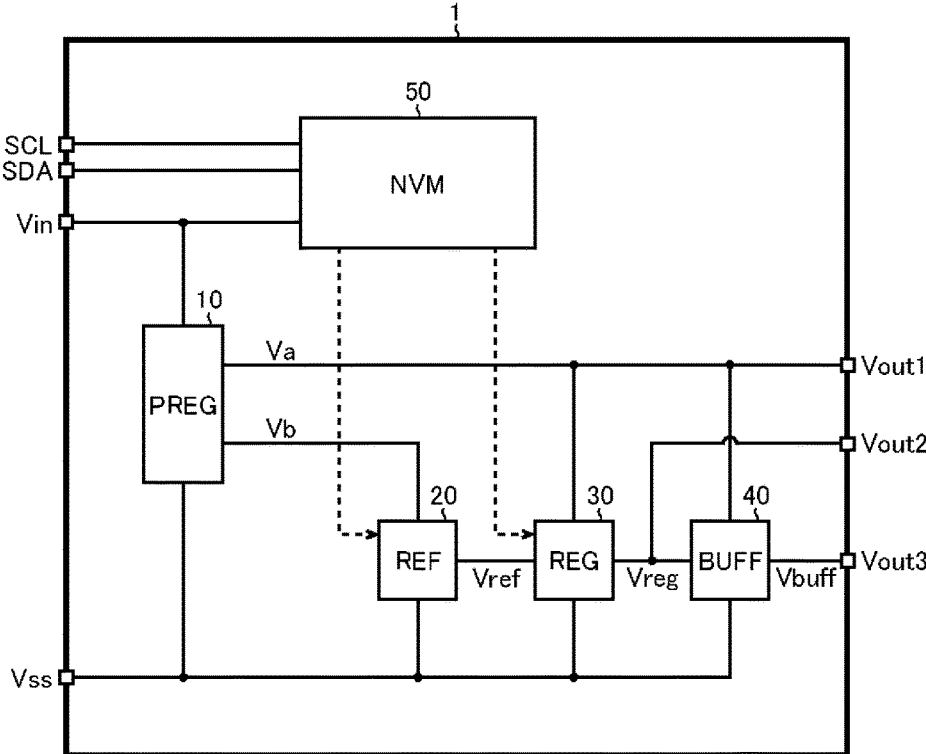 1
50
SCL
SDA
NVM
Vin
10
Va
Vout1
PREG
Vb
Vout2
20
30
40
REF
Vref
REG
Vreg
BUFF
Vbuff
Vout3
Vss